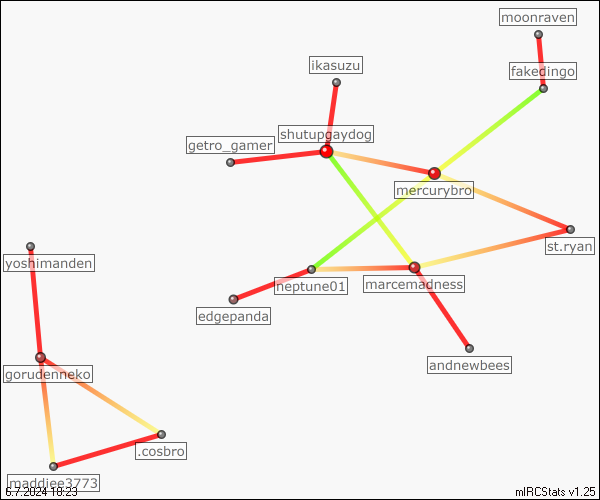 moonraven
ikasuzu
fakedingo
shutupgaydog
getro_gamer
mercurybro
st.ryan
yoshimanden
neptune01
marcemadness
edgepanda
andnewbees
gorudenneko
.cosbro
maddiee3773
6.7.2024 18:23
mIRCStats v1.25